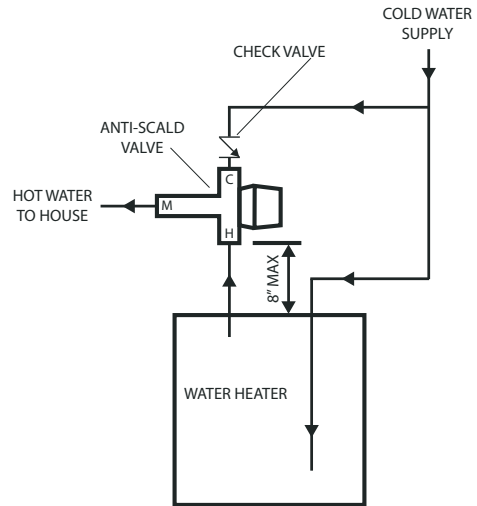 COLD WATER
SUPPLY
CHECK VALVE
ANTI-SCALD
VALVE
C
HOT WATER
TO HOUSE
M
H
8" MAX
WATER HEATER